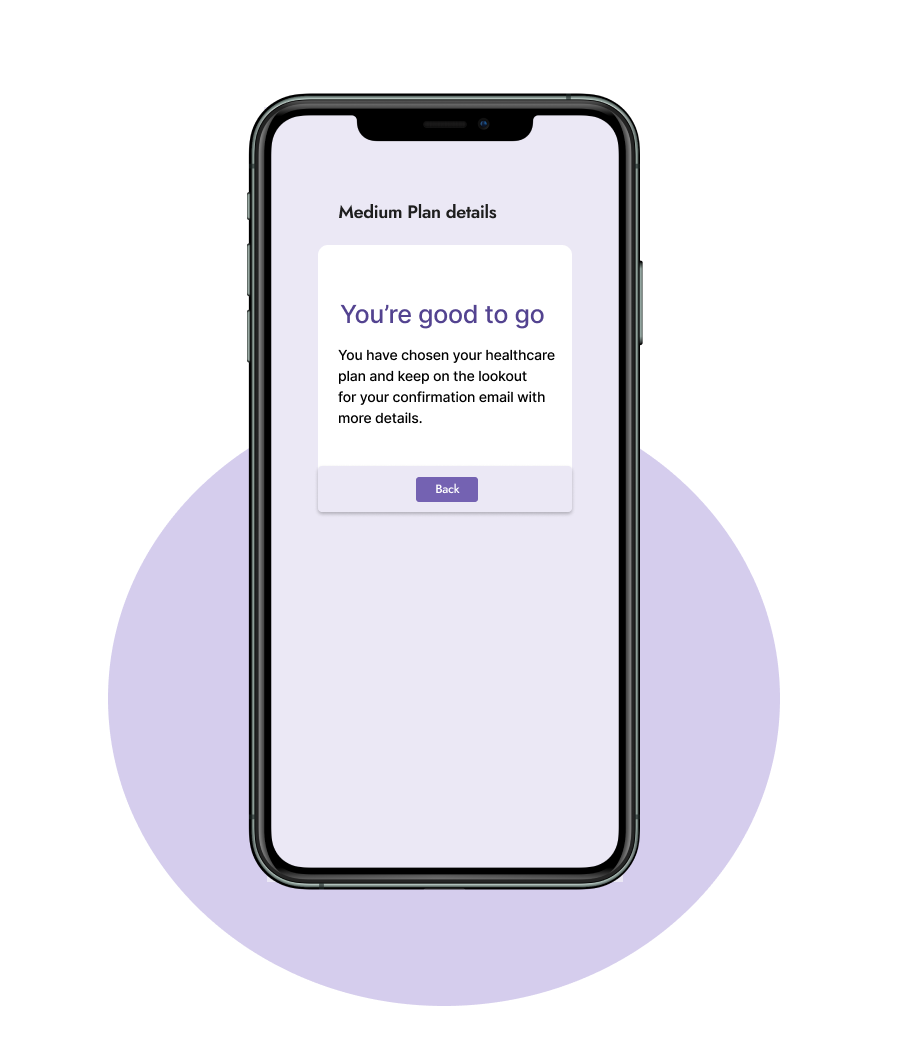 Medium Plan details
You’re good to go
You have chosen your healthcare
plan and keep on the lookout
for your confirmation email with
more details.
Back